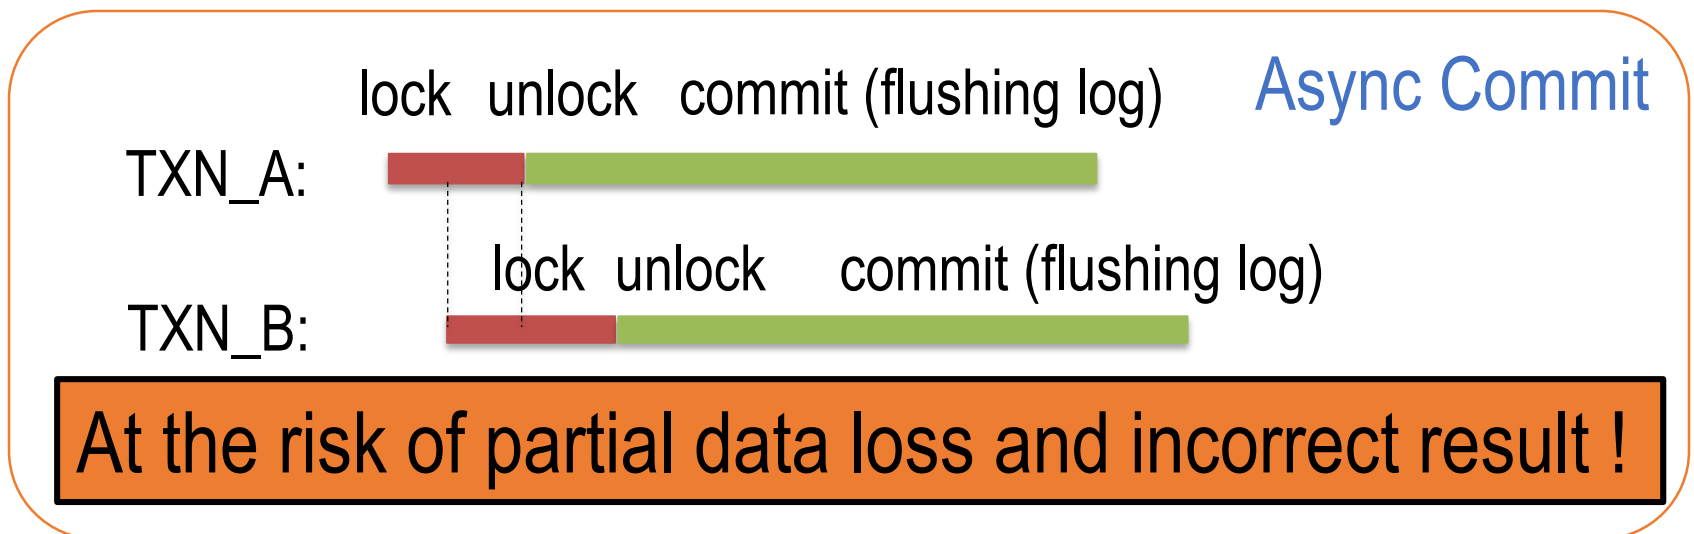 Async Commit
lock unlock commit (flushing log)
TXN_A:
lock unlock commit (flushing log)
TXN_B:
At the risk of partial data loss and incorrect result !